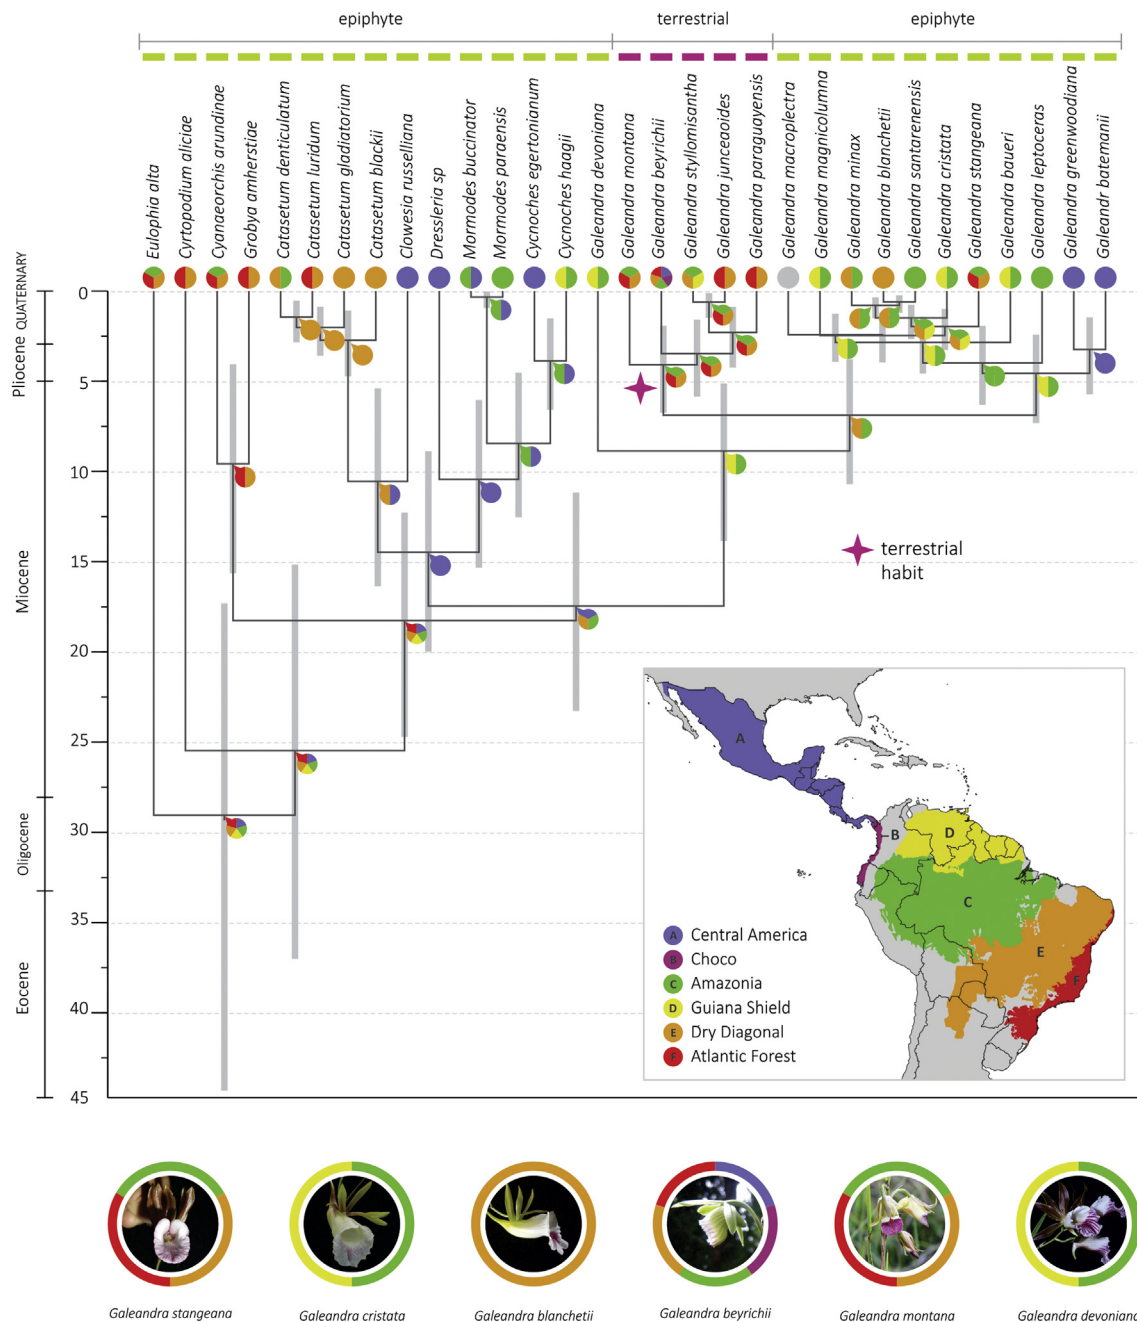 epiphyte
terrestrial
epiphyte
Eulophia alta
Cyrtopodium aliciae
Cyanaeorchis arundinae
Grobya amherstiae
Catasetum denticulatum
Catasetum luridum
Catasetum gladiatorium
Catasetum blackii
Clowesia russelliana
Dressleria sp
Mormodes buccinator
Mormodes paraensis
Cycnoches egertonianum
Cycnoches haagii
Galeandra devoniana
Galeandra montana
Galeandra beyrichii
Galeandra styllomisantha
Galeandra junceaoides
Galeandra paraguayensis
Galeandra macroplectra
Galeandra magnicolumna
Galeandra minax
Galeandra blanchetii
Galeandra santarenensis
Galeandra cristata
Galeandra stangeana
Galeandra baueri
Galeandra leptoceras
Galeandra greenwoodiana
Galeandr batemanii
QUATERNARY
Pliocene
Miocene
Oligocene
Eocene
0
5
10
15
20
25
30
35
40
45
terrestrial
habit
A
B
D
C
E
F
A Central America
B Choco
C Amazonia
D Guiana Shield
E Dry Diagonal
F Atlantic Forest
Galeandra stangeana
Galeandra cristata
Galeandra blanchetii
Galeandra beyrichii
Galeandra montana
Galeandra devoniana